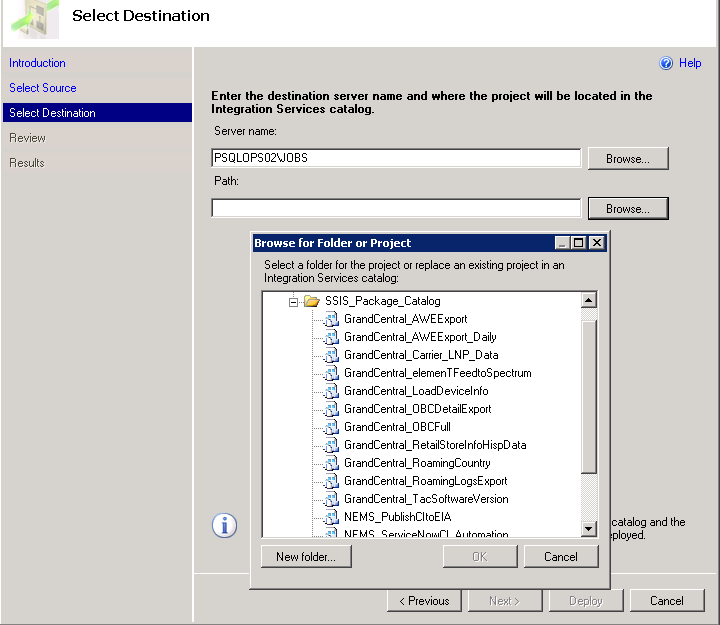 Select Destination
Introduction
Select Source
Select Destination
Review
Results
Help
Enter the destination server name and where the project will be located in the
Integration Services catalog.
Server name:
PSQLOPS02\JOBS
Browse...
Path:
Browse...
Browse for Folder or Project
Select a folder for the project or replace an existing project in an
Integration Services catalog:
SSIS_Package_Catalog
GrandCentral_AWEExport
GrandCentral_AWEExport_Daily
GrandCentral_Carrier_LNP_Data
GrandCentral_elemenTFeedtoSpectrum
GrandCentral_LoadDeviceInfo
GrandCentral_OBCDetailExport
GrandCentral_OBCFull
GrandCentral_RetailStoreInfoHispData
GrandCentral_RoamingCountry
GrandCentral_RoamingLogsExport
GrandCentral_TacSoftwareVersion
NEMS_PublishCItoEIA
NEMS_ServiceNowCI_Automation
catalog and the
ployed.
New folder...
OK
Cancel
< Previous
Next >
Deploy
Cancel